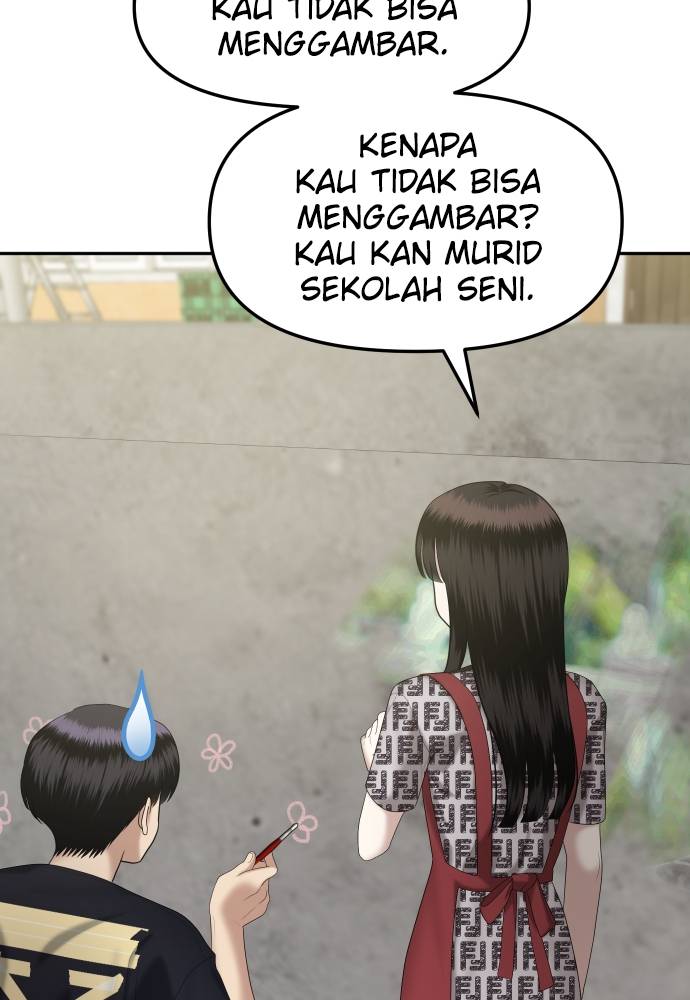 KAU TIDAK BISA
MENGGAMBAR.
KENAPA
KAU TIDAK BISA
MENGGAMBAR?
KAU KAN MURID
SEKOLAH SENI.